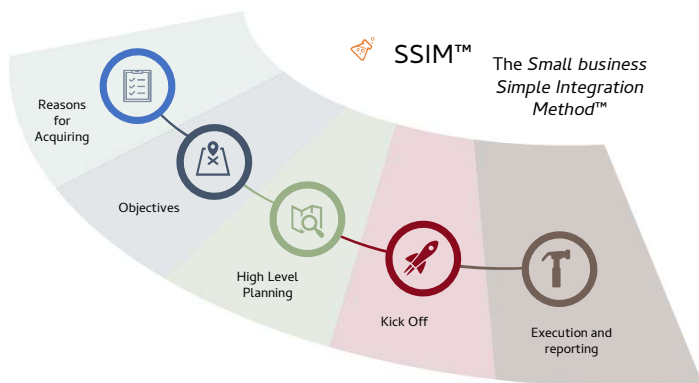 SSIM™
The Small business
Simple Integration
Method™
Reasons
for
Acquiring
Objectives
High Level
Planning
Kick Off
Execution and
reporting